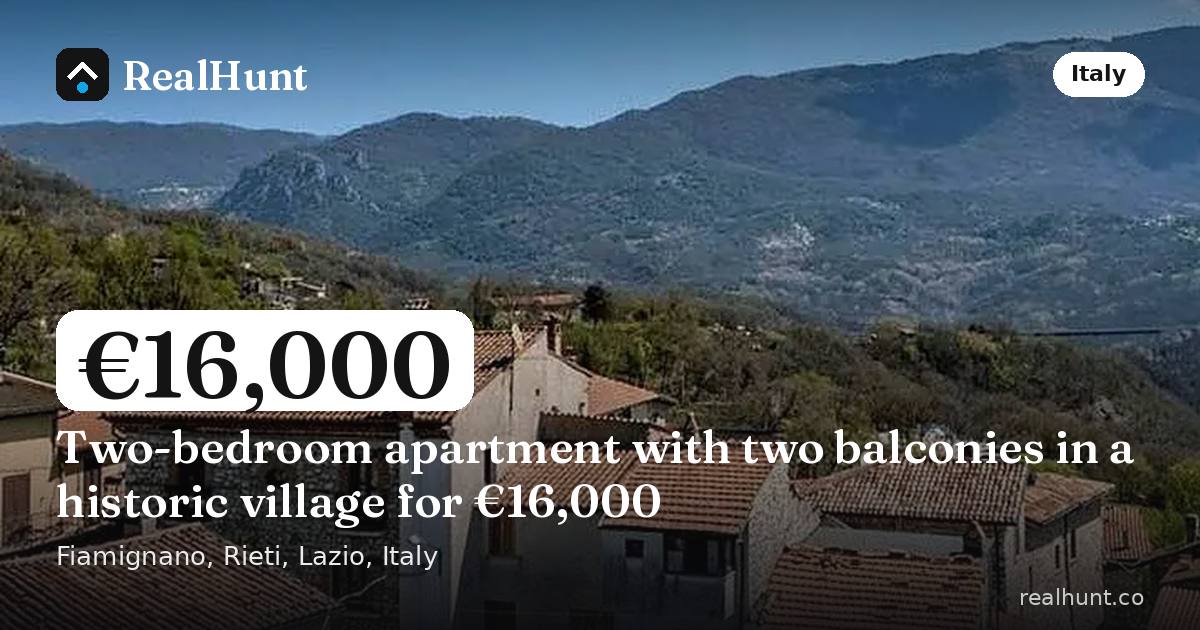 RealHunt
Italy
€16,000
Two-bedroom apartment with two balconies in a
historic village for €16,000
Fiamignano, Rieti, Lazio, Italy
realhunt.co